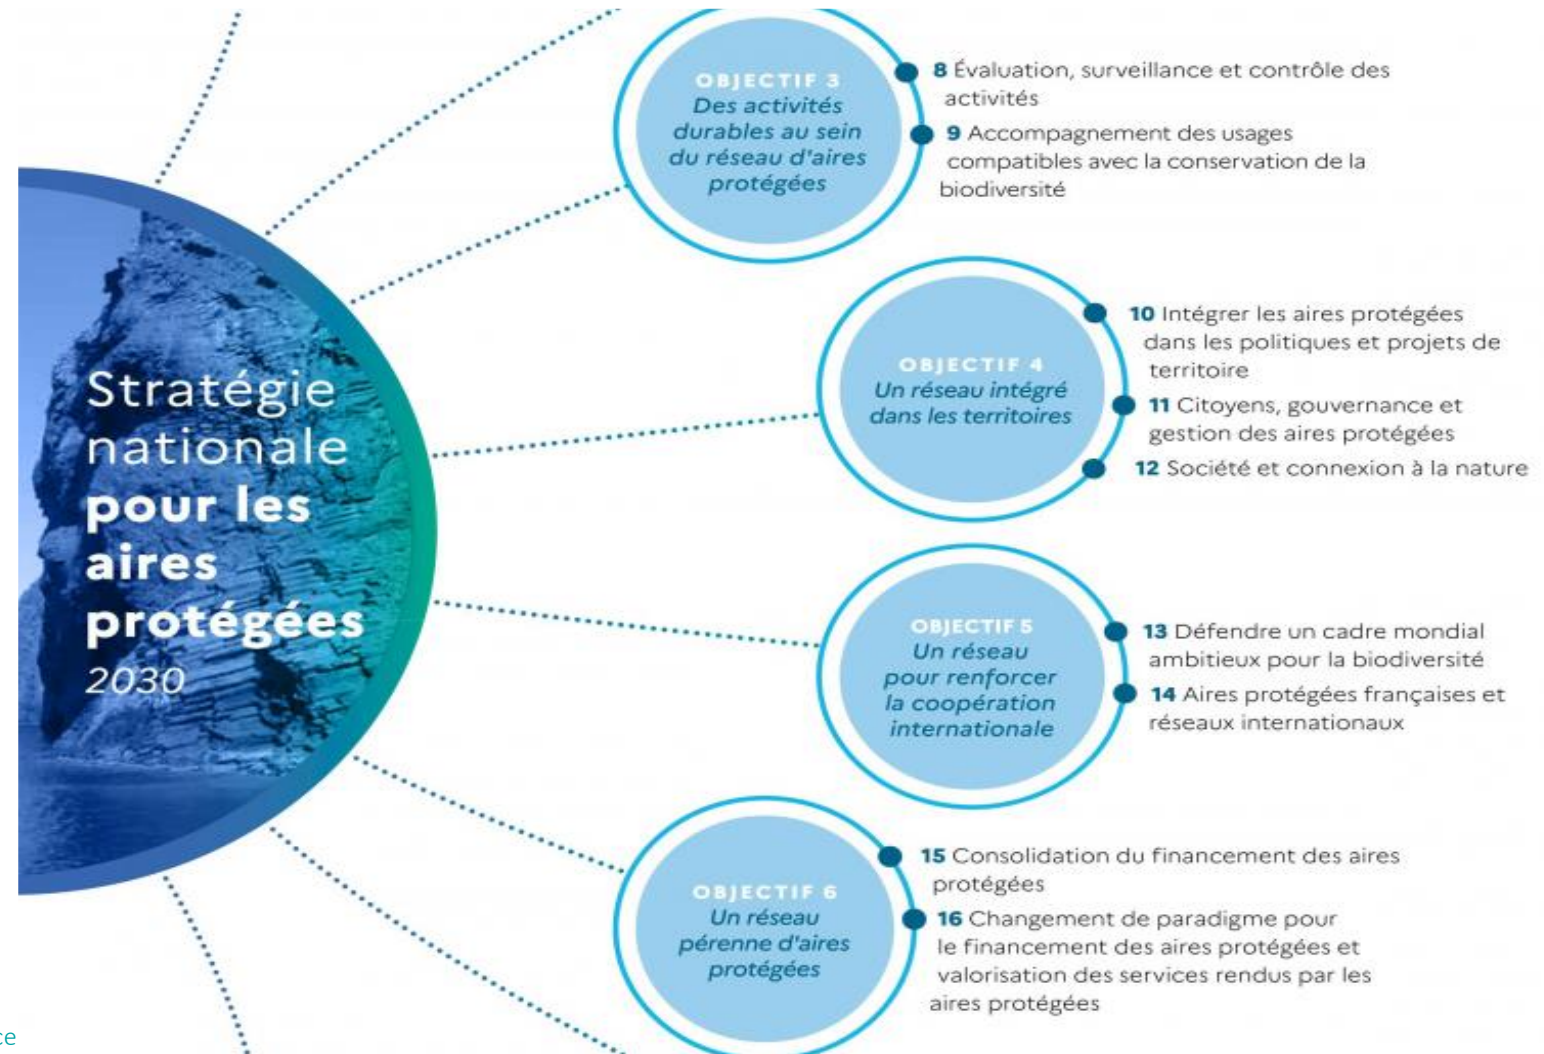 Stratégie
nationale
pour les
aires
protégées
2030
OBJECTIF 3
Des activités
durables au sein
du réseau d'aires
protégées
8 Évaluation, surveillance et contrôle des
activités
9 Accompagnement des usages
compatibles avec la conservation de la
biodiversité
OBJECTIF 4
Un réseau intégré
dans les territoires
10 Intégrer les aires protégées
dans les politiques et projets de
territoire
11 Citoyens, gouvernance et
gestion des aires protégées
12 Société et connexion à la nature
OBJECTIF 5
Un réseau
pour renforcer
la coopération
internationale
13 Défendre un cadre mondial
ambitieux pour la biodiversité
14 Aires protégées françaises et
réseaux internationaux
OBJECTIF 6
Un réseau
pérenne d'aires
protégées
15 Consolidation du financement des aires
protégées
16 Changement de paradigme pour
le financement des aires protégées et
valorisation des services rendus par les
aires protégées